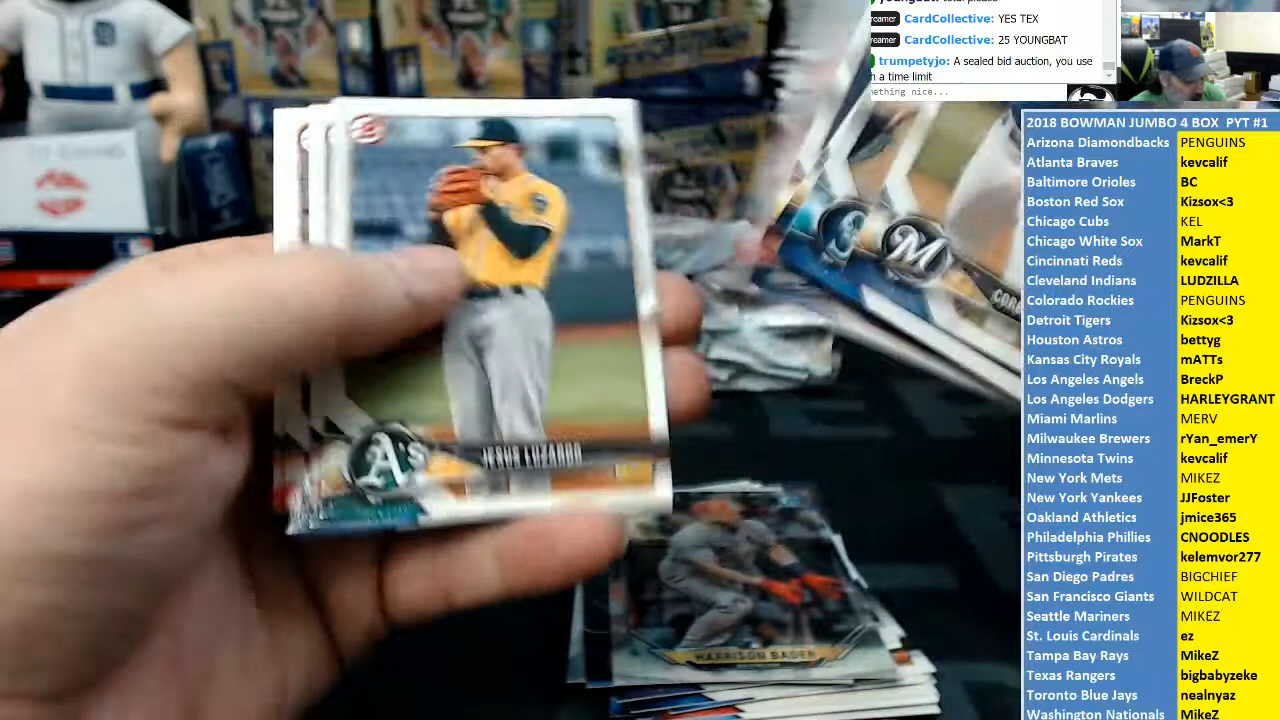 CardCollective: YES TEX
CardCollective: 25 YOUNGBAT
trumpetyjo: A sealed bid auction, you use
a time limit
2018 BOWMAN JUMBO 4 BOX PYT #1
Arizona Diamondbacks PENGUINS
Atlanta Braves kevcalif
Baltimore Orioles BC
Boston Red Sox Kizsox<3
Chicago Cubs KEL
Chicago White Sox MarkT
Cincinnati Reds kevcalif
Cleveland Indians LUDZILLA
Colorado Rockies PENGUINS
Detroit Tigers Kizsox<3
Houston Astros bettyg
Kansas City Royals mATTs
Los Angeles Angels BreckP
Los Angeles Dodgers HARLEYGRANT
Miami Marlins MERV
Milwaukee Brewers rYan_emerY
Minnesota Twins kevcalif
New York Mets MIKEZ
New York Yankees JJFoster
Oakland Athletics jmice365
Philadelphia Phillies CNOODLES
Pittsburgh Pirates kelemvor277
San Diego Padres BIGCHIEF
San Francisco Giants WILDCAT
Seattle Mariners MIKEZ
St. Louis Cardinals ez
Tampa Bay Rays MikeZ
Texas Rangers bigbabyzeke
Toronto Blue Jays nealnyaz
Washington Nationals MikeZ
A's
JESUS LUZARDO
M
HARRISON BADER